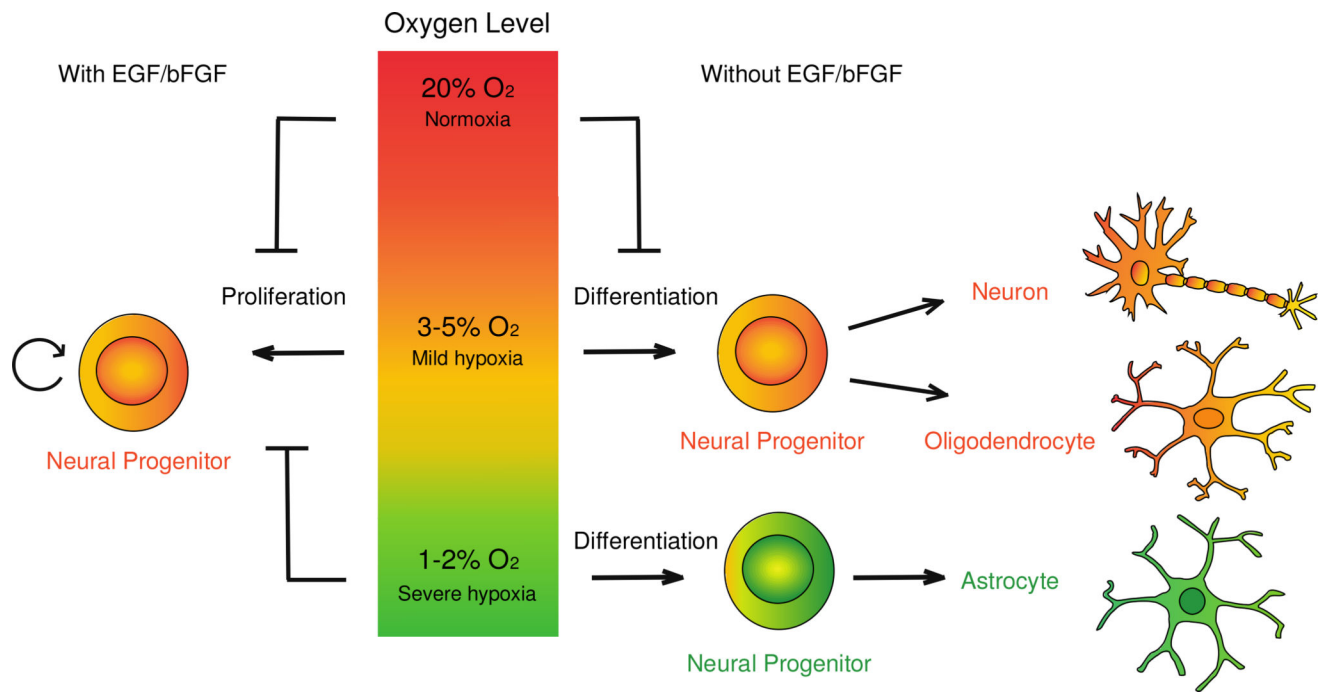 Oxygen Level
With EGF/bFGF
Without EGF/bFGF
20% O₂
Normoxia
Proliferation
Differentiation
Neuron
3-5% O₂
Mild hypoxia
Neural Progenitor
Neural Progenitor
Oligodendrocyte
Differentiation
1-2% O₂
Severe hypoxia
Astrocyte
Neural Progenitor